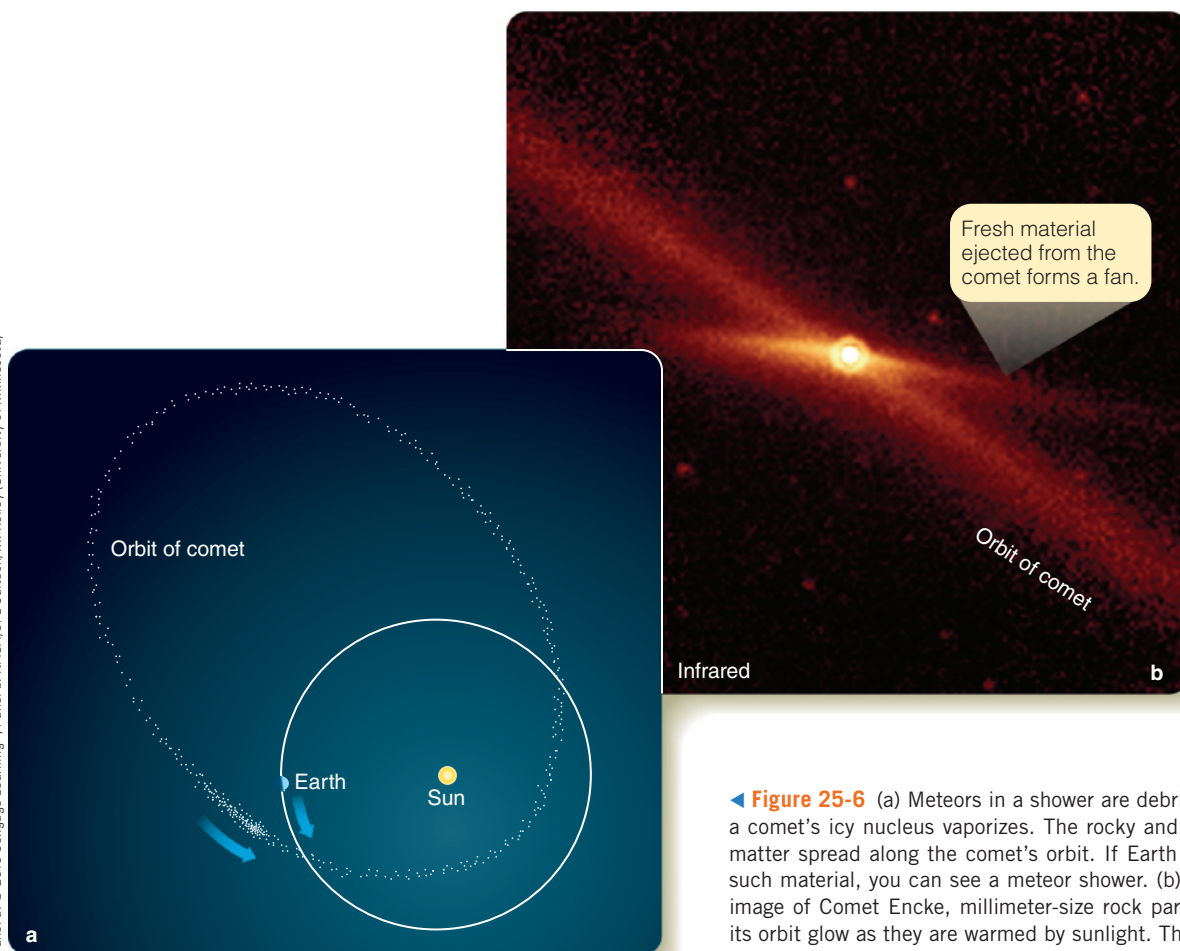 Fresh material
ejected from the
comet forms a fan.
Orbit of comet
Infrared
b
Orbit of comet
Earth
Sun
a
◀ Figure 25-6 (a) Meteors in a shower are debri
a comet's icy nucleus vaporizes. The rocky and
matter spread along the comet's orbit. If Earth
such material, you can see a meteor shower. (b)
image of Comet Encke, millimeter-size rock par
its orbit glow as they are warmed by sunlight. Th